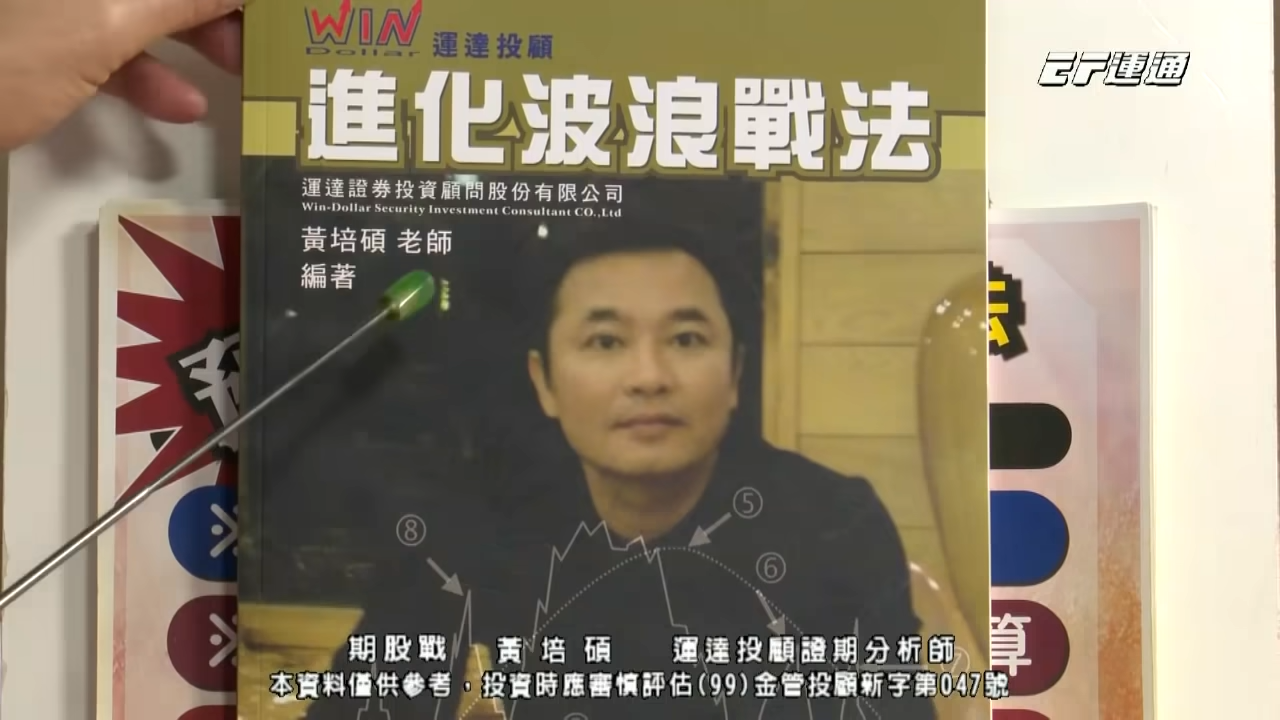 WIN
Dollar 運達投顧
EF運通
進化波浪戰法
運達證券投資顧問股份有限公司
Win-Dollar Security Investment Consultant CO.,Ltd
黃培碩 老師
編著
⑤
⑧
⑥
※
※
算
期股戰 黃培碩 運達投顧證期分析師
本資料僅供參考，投資時應審慎評估(99)金管投顧新字第047號